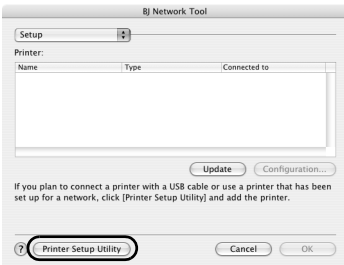 BJ Network Tool
Setup
Printer:
Name Type Connected to
Update Configuration...
If you plan to connect a printer with a USB cable or use a printer that has been
set up for a network, click [Printer Setup Utility] and add the printer.
? Printer Setup Utility Cancel OK